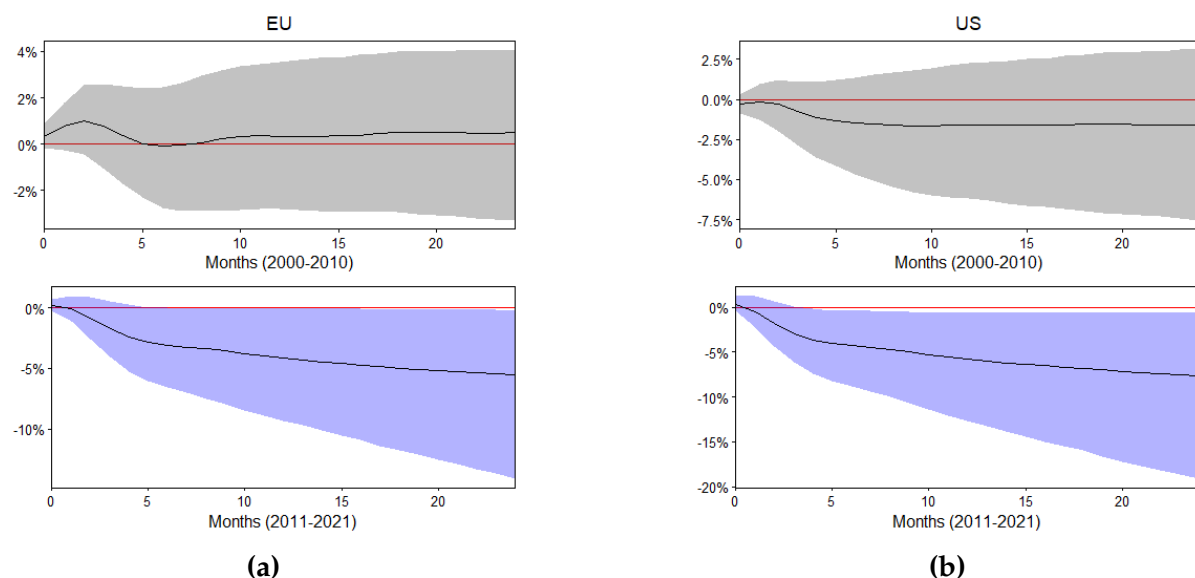 EU
4%
2%
0%
-2%
0 5 10 15 20
Months (2000-2010)
0%
-5%
-10%
0 5 10 15 20
Months (2011-2021)
(a)
US
2.5%
0.0%
-2.5%
-5.0%
-7.5%
0 5 10 15 20
Months (2000-2010)
0%
-5%
-10%
-15%
-20%
0 5 10 15 20
Months (2011-2021)
(b)